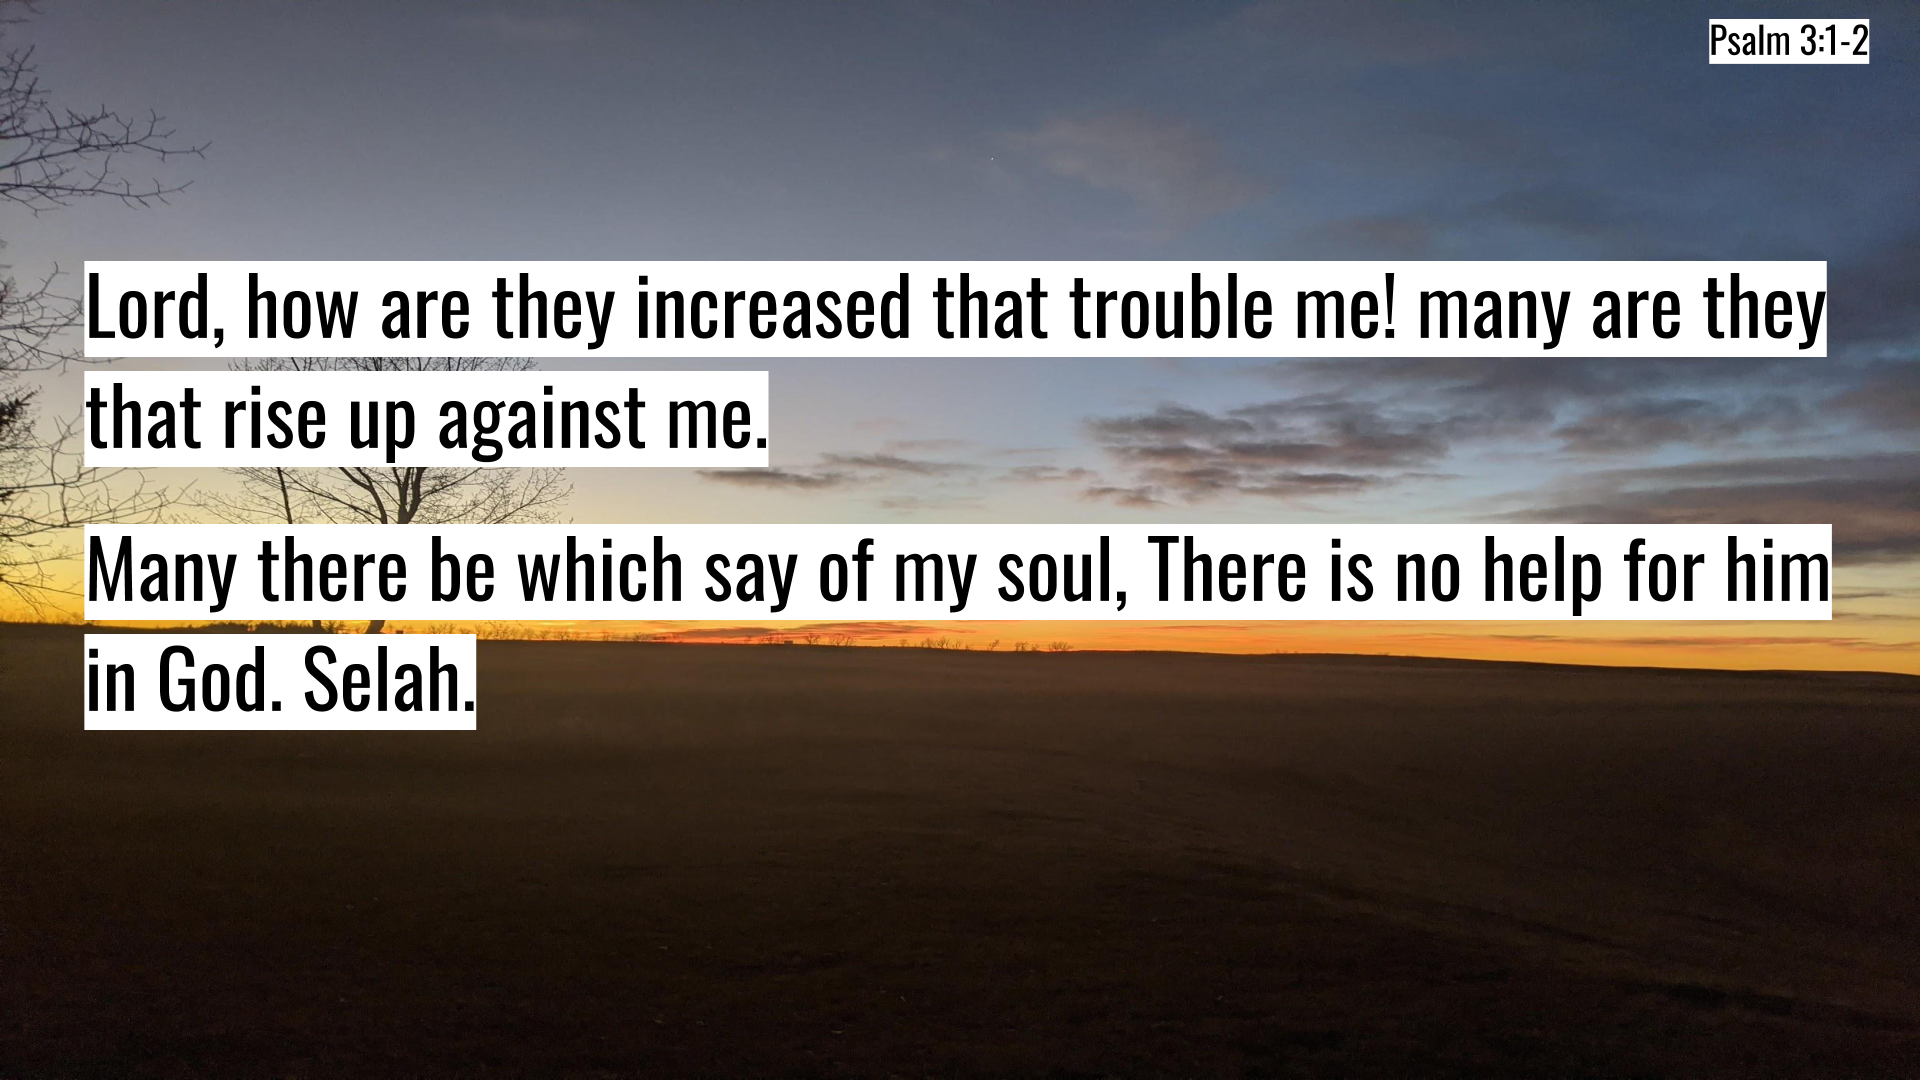 Psalm 3:1-2
Lord, how are they increased that trouble me! many are they
that rise up against me.
Many there be which say of my soul, There is no help for him
in God. Selah.